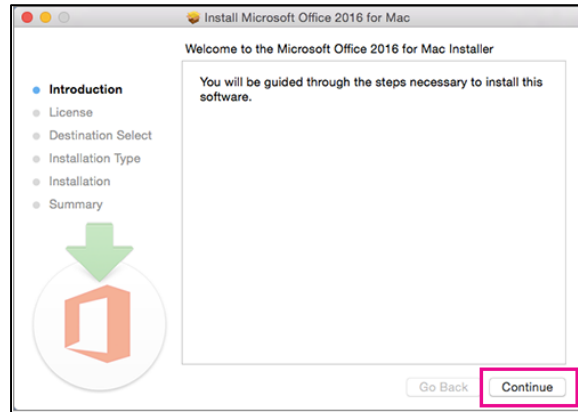 Install Microsoft Office 2016 for Mac
Welcome to the Microsoft Office 2016 for Mac Installer
Introduction
License
Destination Select
Installation Type
Installation
Summary
You will be guided through the steps necessary to install this
software.
Go Back
Continue